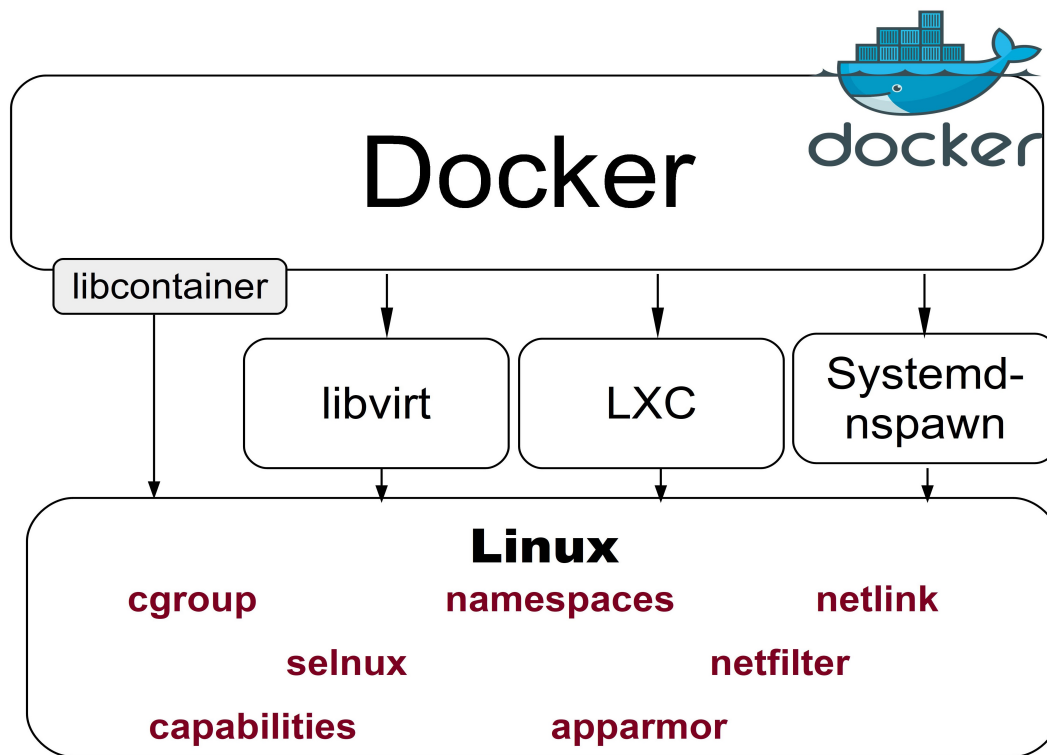 docker
Docker
libcontainer
libvirt
LXC
Systemd-
nspawn
Linux
cgroup
namespaces
netlink
selnux
netfilter
capabilities
apparmor